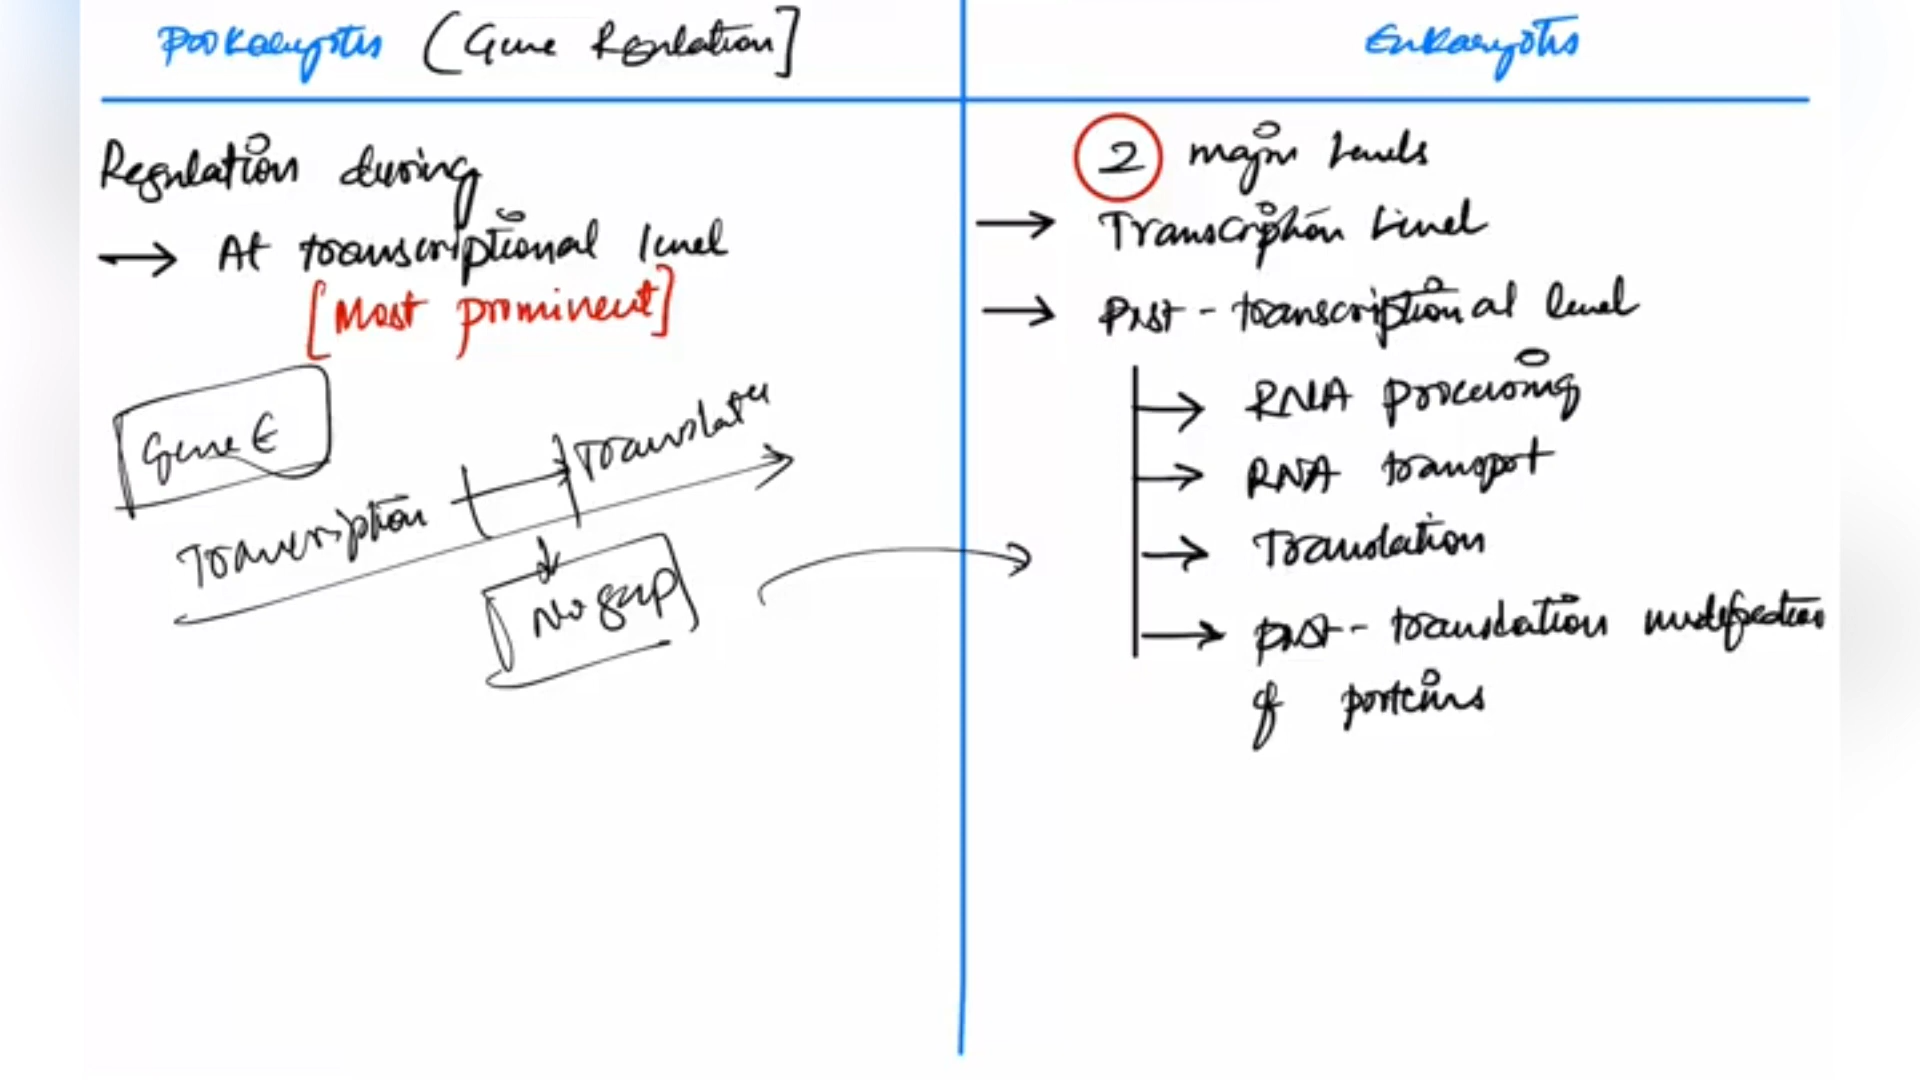 Prokaryotes (Gene Regulation]
Regulation during
→ At transcriptional level
[Most prominent]
Gene E
Transcription
Translatn
No gap
Eukaryotes
2 major levels
→ Transcription Level
→ Post - transcriptional level
→ RNA processing
→ RNA transport
→ Translation
→ post - translation modification
of proteins